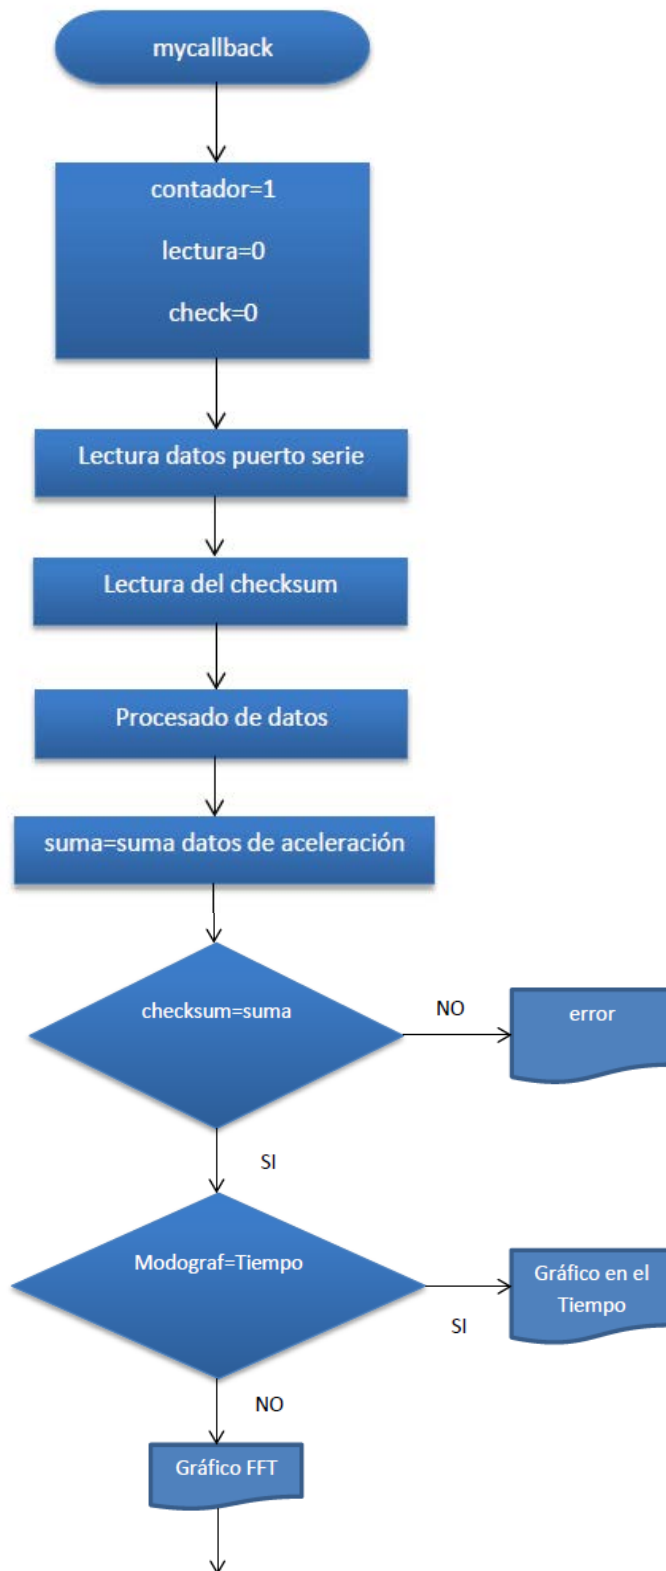 mycallback
contador=1
lectura=0
check=0
Lectura datos puerto serie
Lectura del checksum
Procesado de datos
suma=suma datos de aceleración
checksum=suma
NO
error
SI
Modograf=Tiempo
Gráfico en el
Tiempo
SI
NO
Gráfico FFT